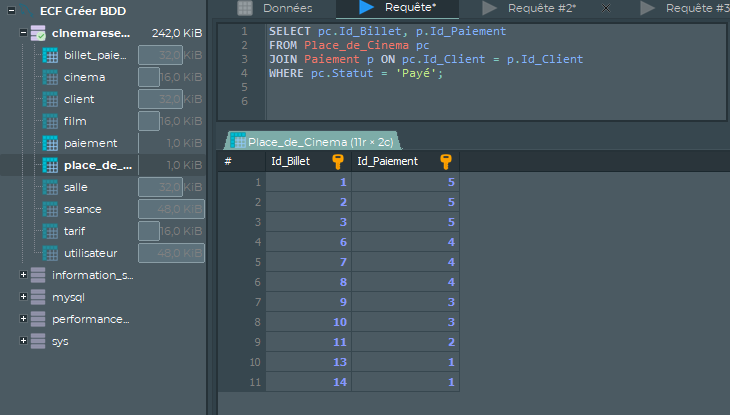 ECF Créer BDD
cinemarese... 242,0 KiB
billet_paie... 32,0 KiB
cinema 16,0 KiB
client 32,0 KiB
film 16,0 KiB
paiement 1,0 KiB
place_de_... 1,0 KiB
salle 32,0 KiB
seance 48,0 KiB
tarif 16,0 KiB
utilisateur 48,0 KiB
information_s...
mysql
performance...
sys
Données Requête* Requête #2* Requête #3
1 SELECT pc.Id_Billet, p.Id_Paiement
2 FROM Place_de_Cinema pc
3 JOIN Paiement p ON pc.Id_Client = p.Id_Client
4 WHERE pc.Statut = 'Payé';
5
6
Place_de_Cinema (11r × 2c)
# Id_Billet Id_Paiement
1 1 5
2 2 5
3 3 5
4 6 4
5 7 4
6 8 4
7 9 3
8 10 3
9 11 2
10 13 1
11 14 1